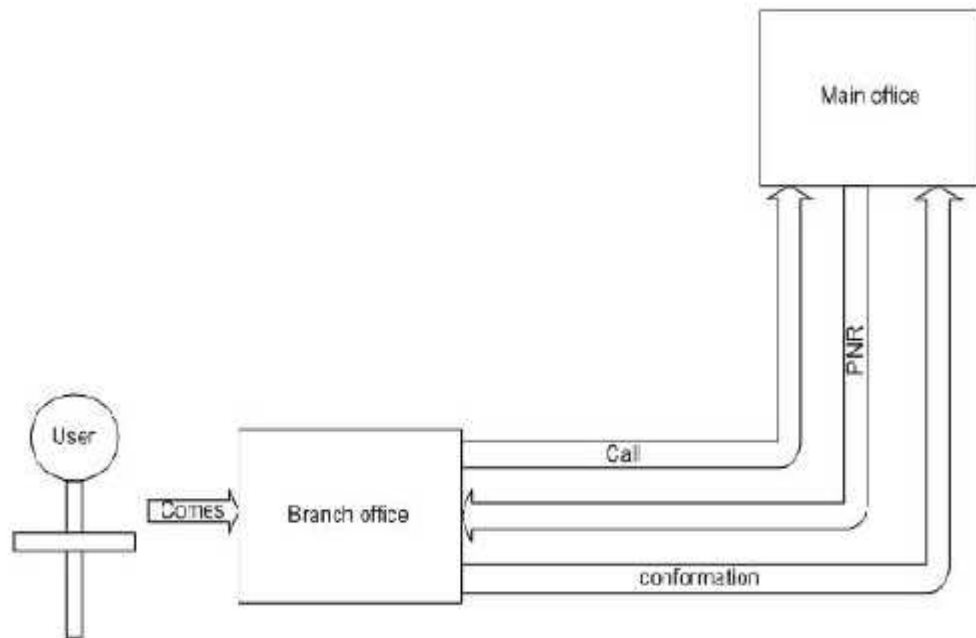 Main office
PNR
User
Call
Comes
Branch office
conformation